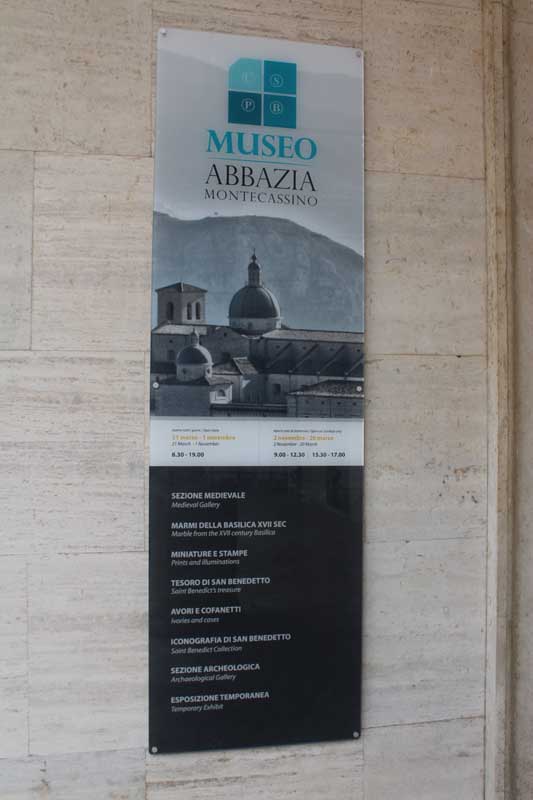 C S
P B
MUSEO
ABBAZIA
MONTECASSINO
21 marzo - 1 novembre
21 March - 1 November
8.30 - 19.00
2 novembre - 20 marzo
2 November - 20 March
9.00 - 12.30 | 15.30 - 17.00
SEZIONE MEDIEVALE
Medieval Gallery
MARMI DELLA BASILICA XVII SEC
Marble from the XVII century Basilica
MINIATURE E STAMPE
Prints and Illuminations
TESORO DI SAN BENEDETTO
Saint Benedict's treasure
AVORI E COFANETTI
Ivories and cases
ICONOGRAFIA DI SAN BENEDETTO
Saint Benedict Collection
SEZIONE ARCHEOLOGICA
Archaeological Gallery
ESPOSIZIONE TEMPORANEA
Temporary Exhibit